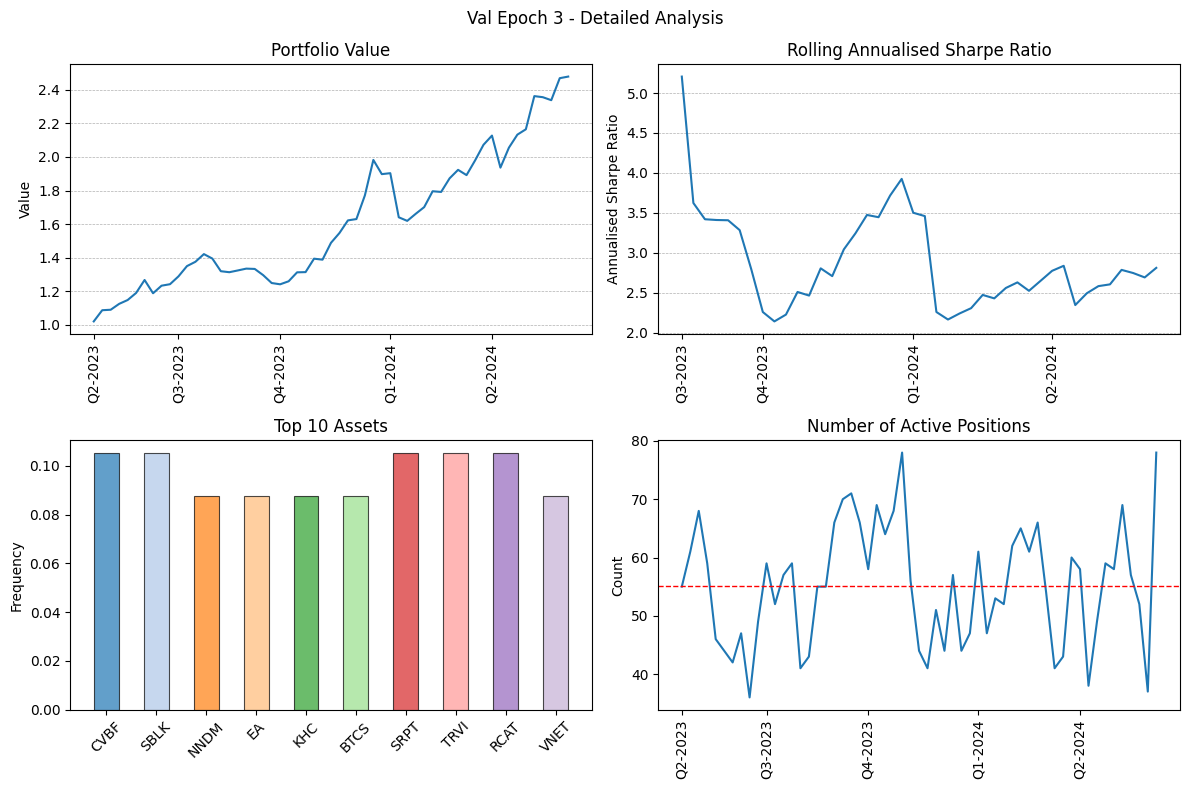 Val Epoch 3 - Detailed Analysis
Portfolio Value
Value
2.4
2.2
2.0
1.8
1.6
1.4
1.2
1.0
Q2-2023
Q3-2023
Q4-2023
Q1-2024
Q2-2024
Rolling Annualised Sharpe Ratio
Annualised Sharpe Ratio
5.0
4.5
4.0
3.5
3.0
2.5
2.0
Q3-2023
Q4-2023
Q1-2024
Q2-2024
Top 10 Assets
Frequency
0.10
0.08
0.06
0.04
0.02
0.00
CVBF
SBLK
NNDM
EA
KHC
BTCS
SRPT
TRVI
RCAT
VNET
Number of Active Positions
Count
80
70
60
50
40
Q2-2023
Q3-2023
Q4-2023
Q1-2024
Q2-2024